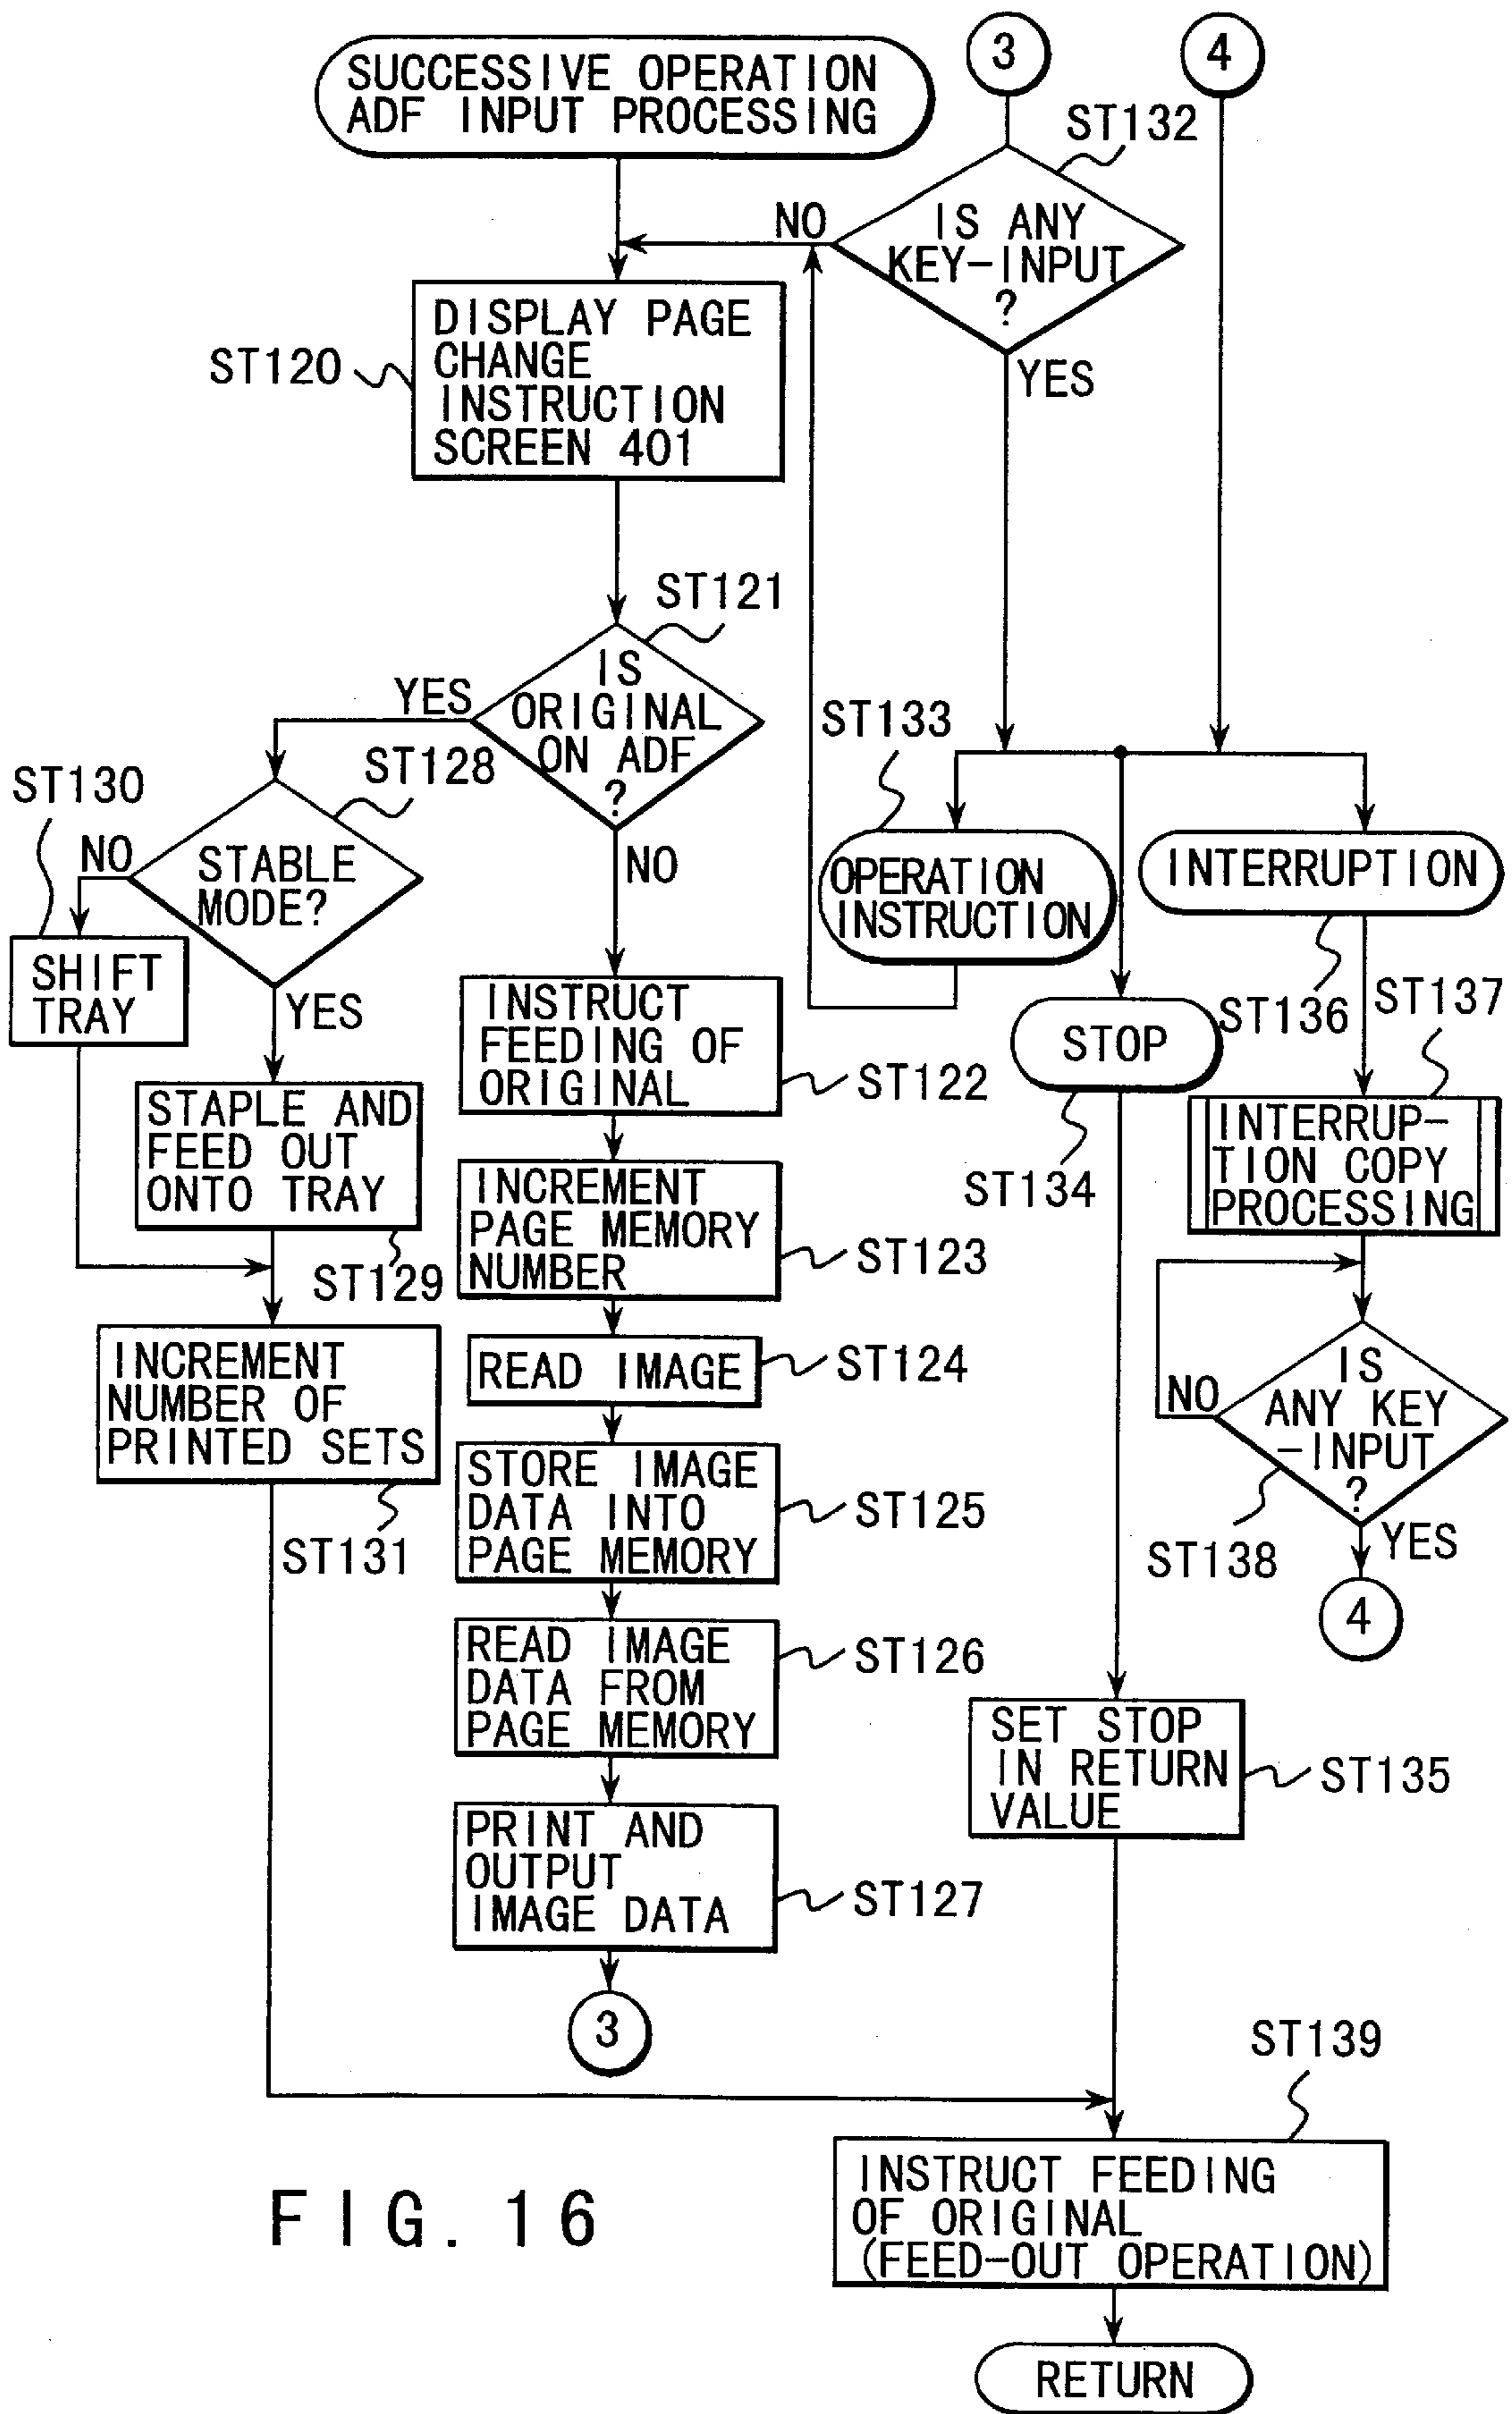 SUCCESSIVE OPERATION
ADF INPUT PROCESSING
3
4
ST132
IS ANY
KEY-INPUT
?
NO
YES
DISPLAY PAGE
CHANGE
INSTRUCTION
SCREEN 401
ST120
ST121
IS
ORIGINAL
ON ADF
?
YES
NO
ST128
STABLE
MODE?
NO
YES
ST130
SHIFT
TRAY
STAPLE AND
FEED OUT
ONTO TRAY
ST129
INCREMENT
NUMBER OF
PRINTED SETS
ST131
INSTRUCT
FEEDING OF
ORIGINAL
ST122
INCREMENT
PAGE MEMORY
NUMBER
ST123
READ IMAGE
ST124
STORE IMAGE
DATA INTO
PAGE MEMORY
ST125
READ IMAGE
DATA FROM
PAGE MEMORY
ST126
PRINT AND
OUTPUT
IMAGE DATA
ST127
3
ST133
OPERATION
INSTRUCTION
STOP
ST134
INTERRUPTION
ST136
ST137
INTERRUP-
TION COPY
PROCESSING
IS
ANY KEY
-INPUT
?
NO
YES
ST138
4
SET STOP
IN RETURN
VALUE
ST135
ST139
INSTRUCT FEEDING
OF ORIGINAL
(FEED-OUT OPERATION)
RETURN
FIG. 16